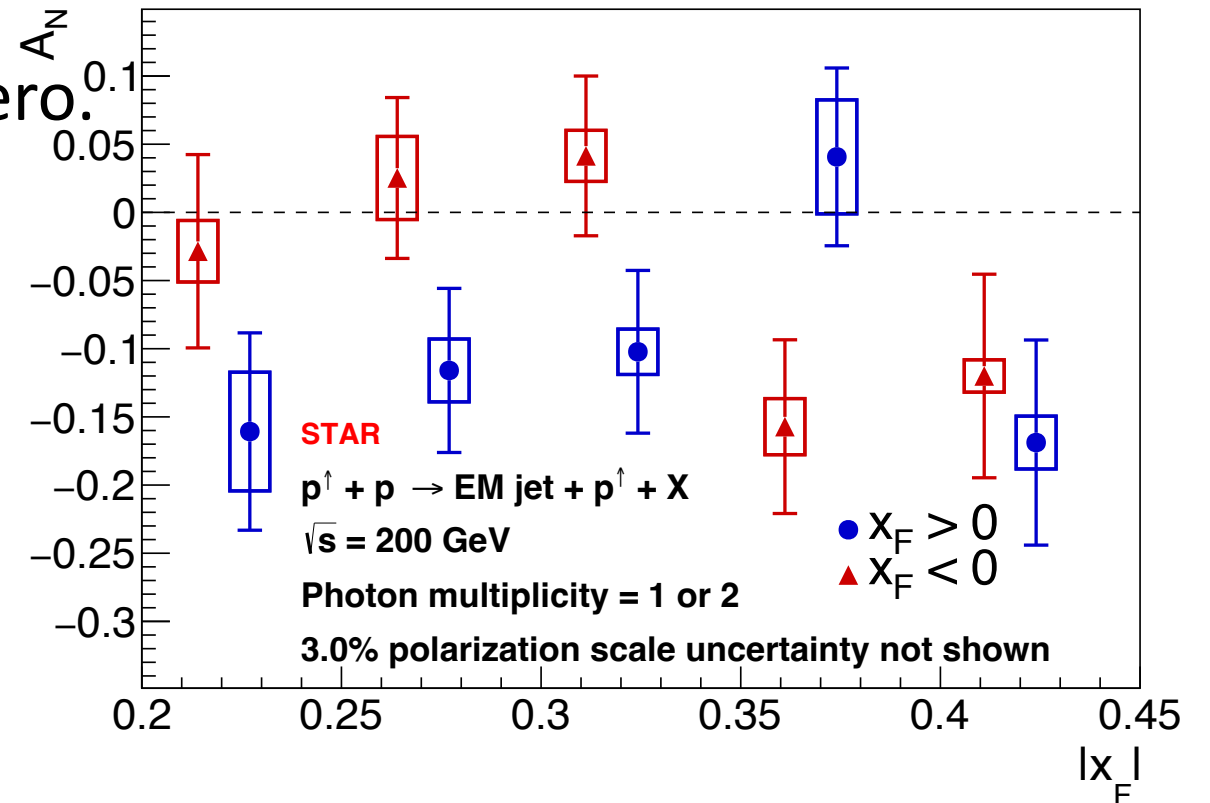 A_N
ero.
0.1
0.05
0
−0.05
−0.1
−0.15
−0.2
−0.25
−0.3
STAR
p↑ + p → EM jet + p↑ + X
√s = 200 GeV
Photon multiplicity = 1 or 2
3.0% polarization scale uncertainty not shown
x_F > 0
x_F < 0
0.2 0.25 0.3 0.35 0.4 0.45
|x_F|